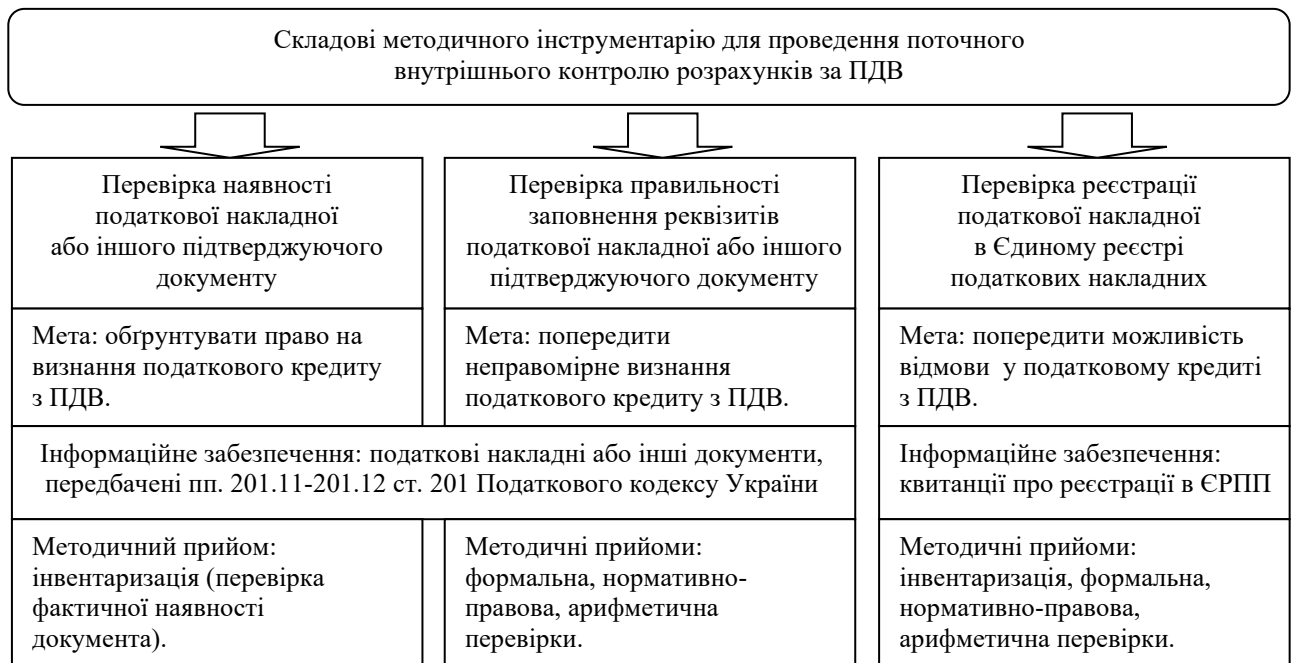 Складові методичного інструментарію для проведення поточного
внутрішнього контролю розрахунків за ПДВ
Перевірка наявності
податкової накладної
або іншого підтверджуючого
документу
Перевірка правильності
заповнення реквізитів
податкової накладної або іншого
підтверджуючого документу
Перевірка реєстрації
податкової накладної
в Єдиному реєстрі
податкових накладних
Мета: обґрунтувати право на
визнання податкового кредиту
з ПДВ.
Мета: попередити
неправомірне визнання
податкового кредиту з ПДВ.
Мета: попередити можливість
відмови у податковому кредиті
з ПДВ.
Інформаційне забезпечення: податкові накладні або інші документи,
передбачені пп. 201.11-201.12 ст. 201 Податкового кодексу України
Інформаційне забезпечення:
квитанції про реєстрації в ЄРПП
Методичний прийом:
інвентаризація (перевірка
фактичної наявності
документа).
Методичні прийоми:
формальна, нормативно-
правова, арифметична
перевірки.
Методичні прийоми:
інвентаризація, формальна,
нормативно-правова,
арифметична перевірки.